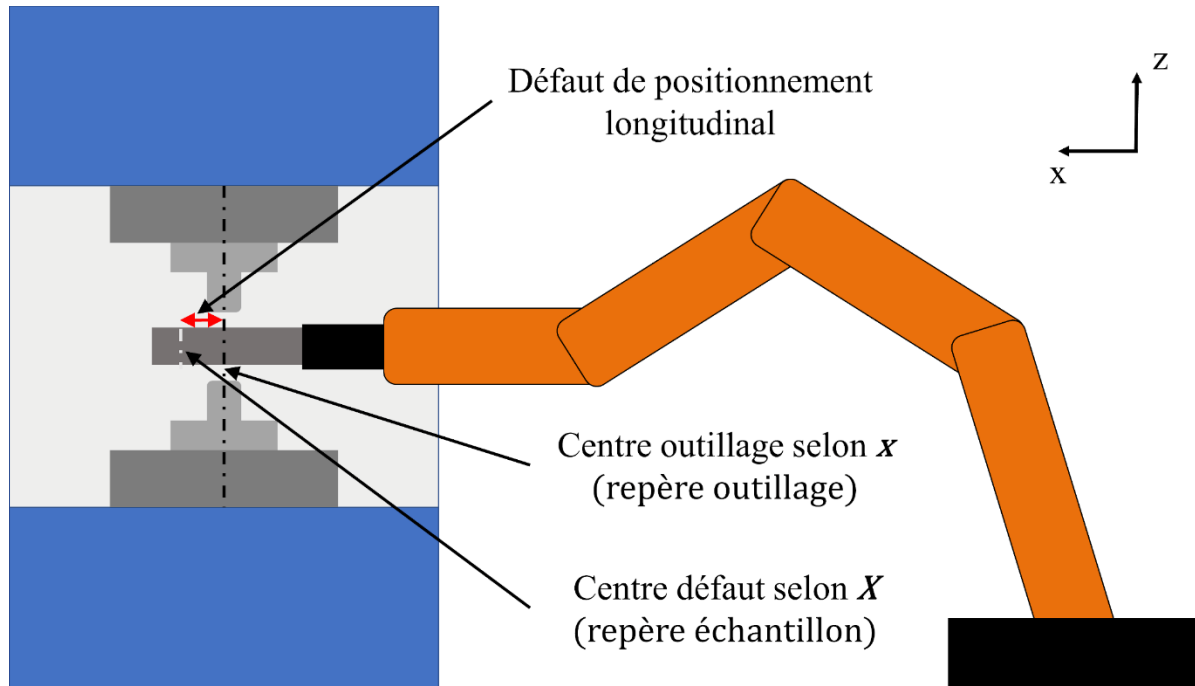 Défaut de positionnement
longitudinal
z
x
Centre outillage selon x
(repère outillage)
Centre défaut selon X
(repère échantillon)